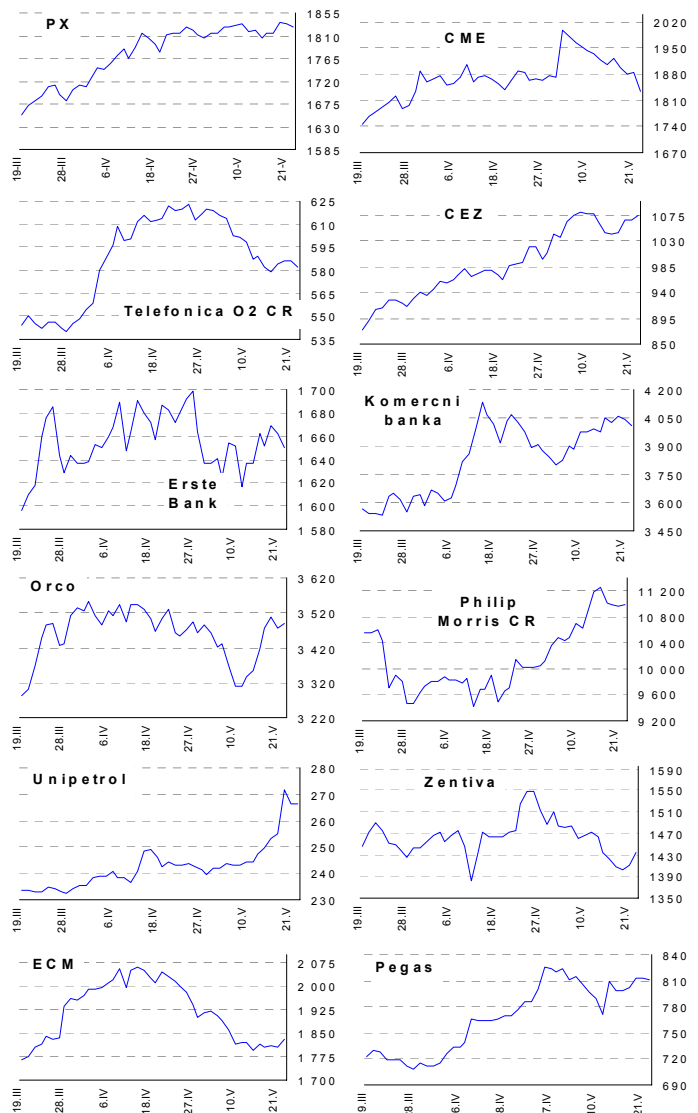 PX
1855
1810
1765
1720
1675
1630
1585
19-III
28-III
6-IV
18-IV
27-IV
10-V
21-V
CME
2020
1950
1880
1810
1740
1670
19.III
28.III
6.IV
18.IV
27.IV
10.V
21.V
Telefonica O2 CR
625
610
595
580
565
550
535
19.III
28.III
6.IV
18.IV
27.IV
10.V
21.V
CEZ
1075
1030
985
940
895
850
19.III
28.III
6.IV
18.IV
27.IV
10.V
21.V
Erste
Bank
1 700
1 680
1 660
1 640
1 620
1 600
1 580
19.III
28.III
6.IV
18.IV
27.IV
10.V
21.V
Komercni
banka
4 200
4 050
3 900
3 750
3 600
3 450
19.III
28.III
6.IV
18.IV
27.IV
10.V
21.V
Orco
3 620
3 520
3 420
3 320
3 220
19.III
28.III
6.IV
18.IV
27.IV
10.V
21.V
Philip
Morris CR
11 200
10 800
10 400
10 000
9 600
9 200
19.III
28.III
6.IV
18.IV
27.IV
10.V
21.V
Unipetrol
280
270
260
250
240
230
19.III
28.III
6.IV
18.IV
27.IV
10.V
21.V
Zentiva
1590
1550
1510
1470
1430
1390
1350
19.III
28.III
6.IV
18.IV
27.IV
10.V
21.V
ECM
2 075
2 000
1 925
1 850
1 775
1 700
19.III
28.III
6.IV
18.IV
27.IV
10.V
21.V
Pegas
840
810
780
750
720
690
9.III
28.III
6.IV
18.IV
7.IV
10.V
21.V